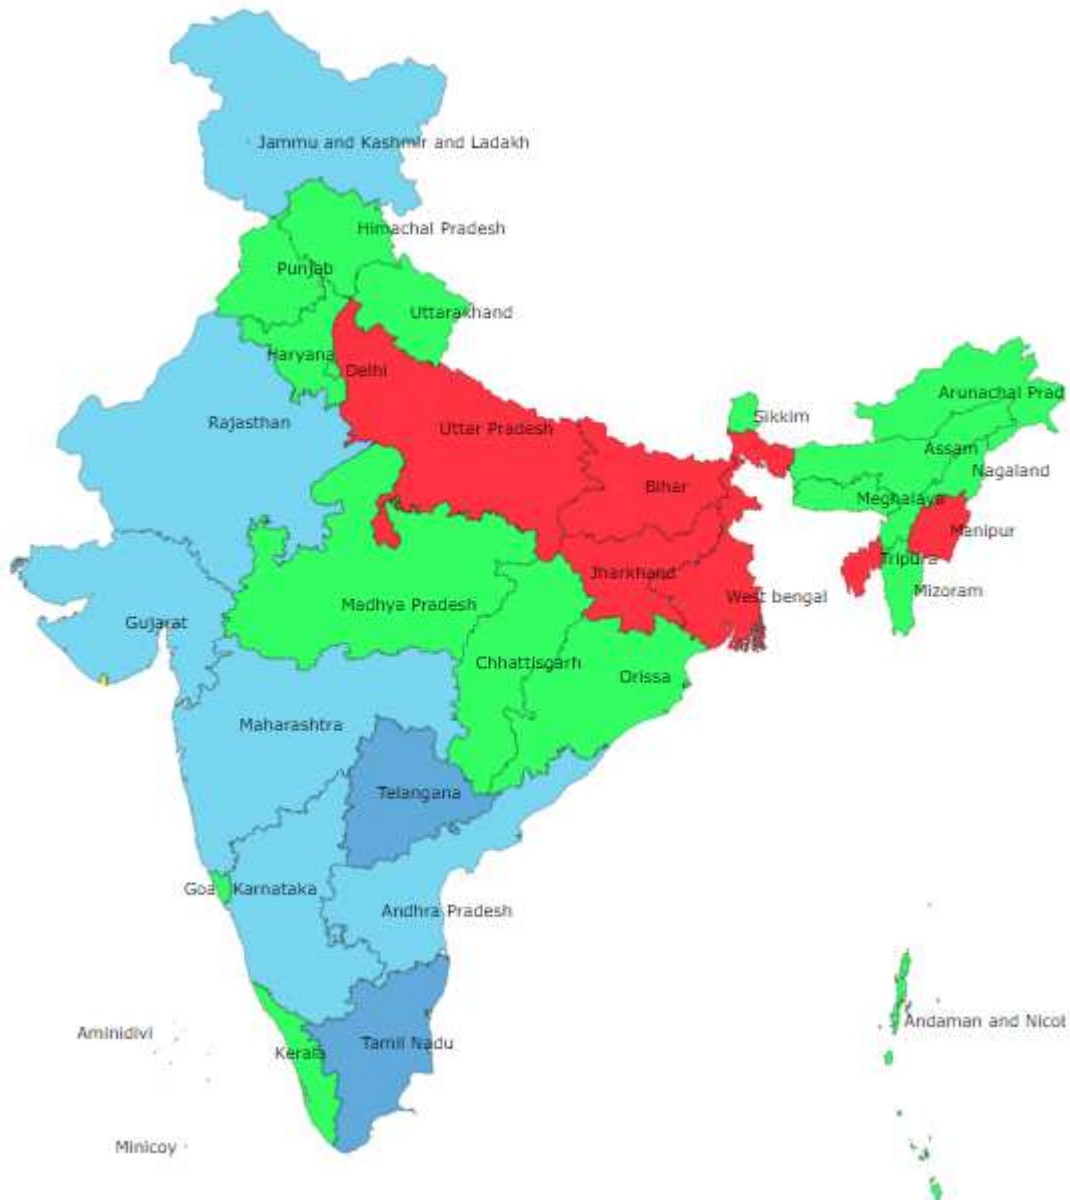 Jammu and Kashmir and Ladakh
Himachal Pradesh
Punjab
Uttarakhand
Haryana
Delhi
Arunachal Prad
Sikkim
Rajasthan
Uttar Pradesh
Assam
Nagaland
Bihar
Meghalaya
Manipur
Tripura
Jharkhand
Mizoram
West bengal
Madhya Pradesh
Gujarat
Chhattisgarh
Orissa
Maharashtra
Telangana
Goa
Karnataka
Andhra Pradesh
Andaman and Nicol
Aminidivi
Tamil Nadu
Kerala
Minicoy